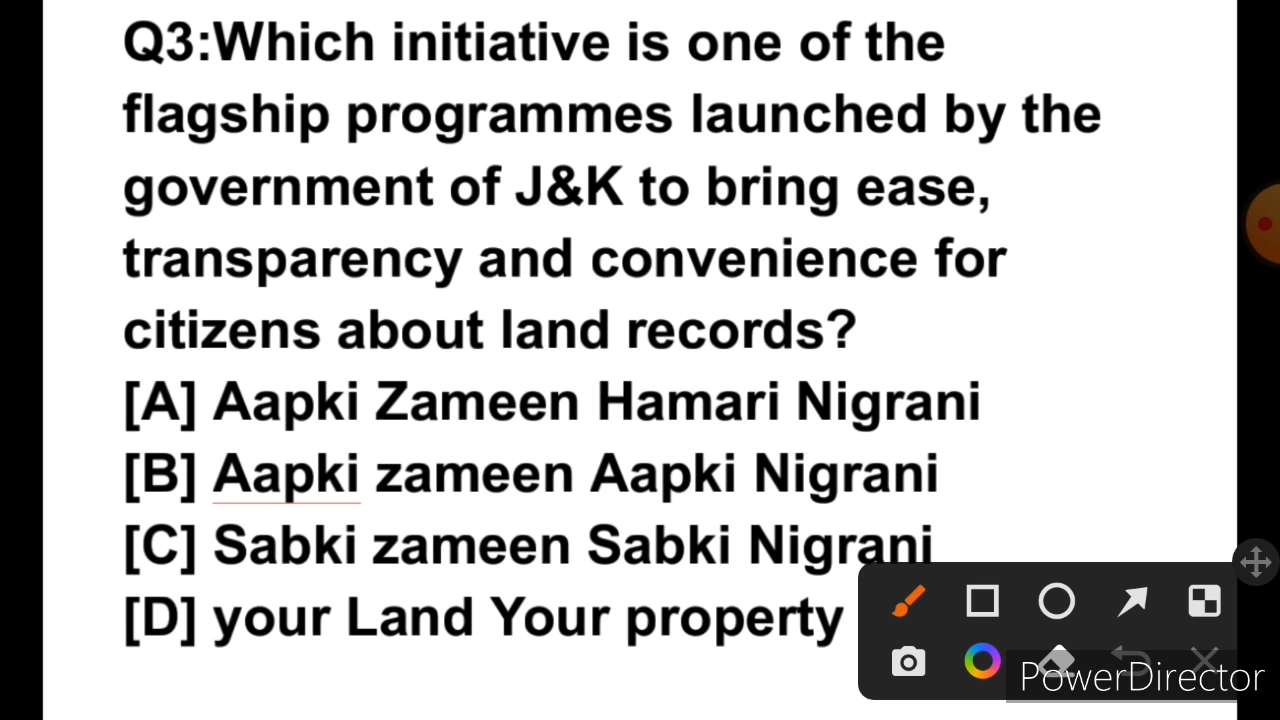 Q3:Which initiative is one of the
flagship programmes launched by the
government of J&K to bring ease,
transparency and convenience for
citizens about land records?
[A] Aapki Zameen Hamari Nigrani
[B] Aapki zameen Aapki Nigrani
[C] Sabki zameen Sabki Nigrani
[D] your Land Your property
PowerDirector